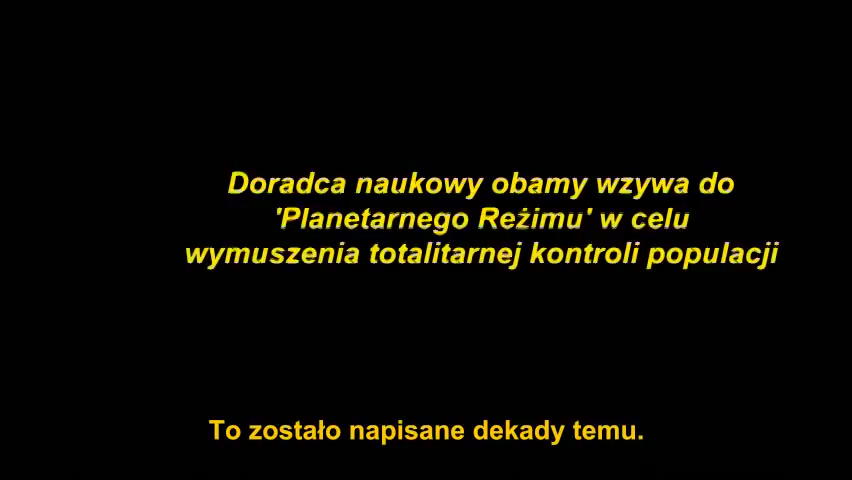 Doradca naukowy obamy wzywa do
'Planetarnego Reżimu' w celu
wymuszenia totalitarnej kontroli populacji
To zostało napisane dekady temu.